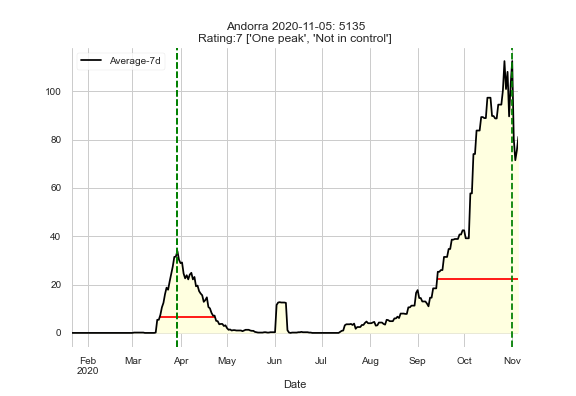 Andorra 2020-11-05: 5135
Rating:7 ['One peak', 'Not in control']
Average-7d
100
80
60
40
20
0
Feb
2020
Mar
Apr
May
Jun
Jul
Aug
Sep
Oct
Nov
Date